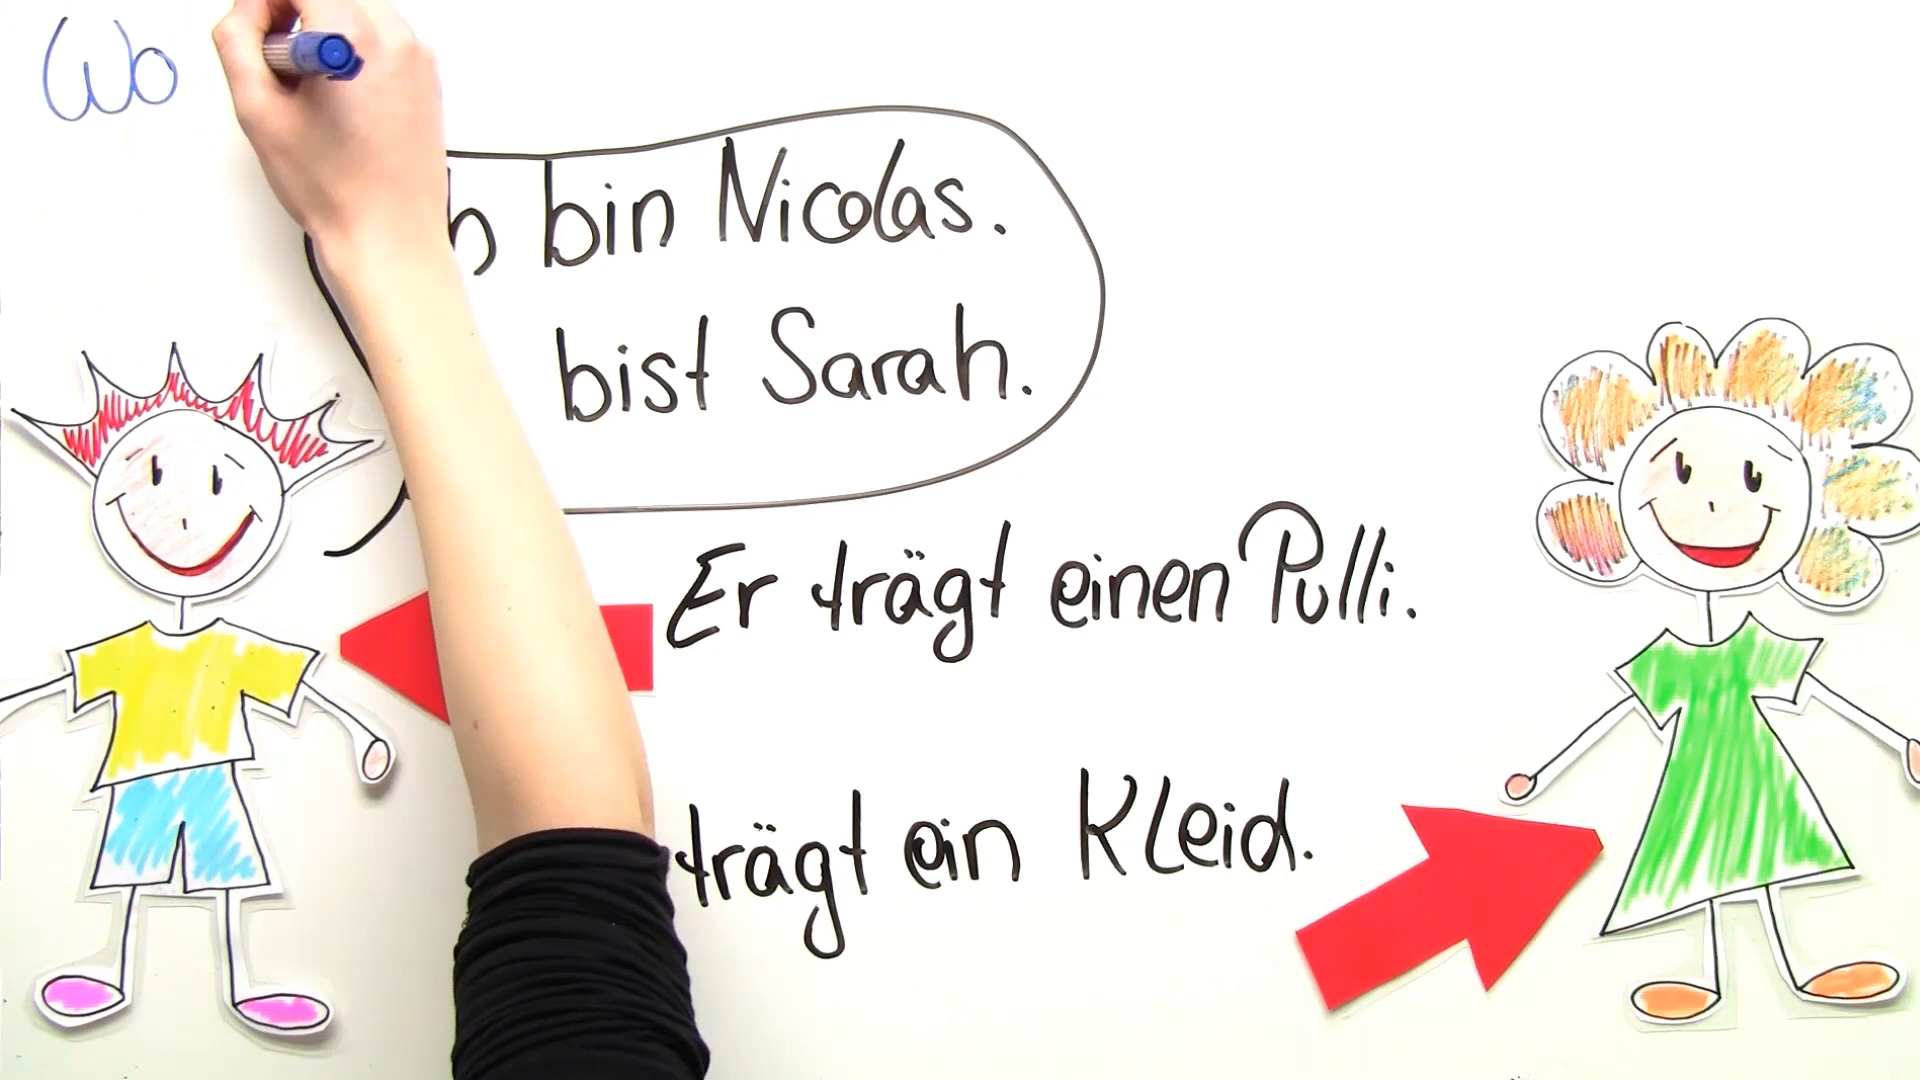 Wo
bin Nicolas.
bist Sarah.
Er trägt einen Pulli.
trägt ein Kleid.